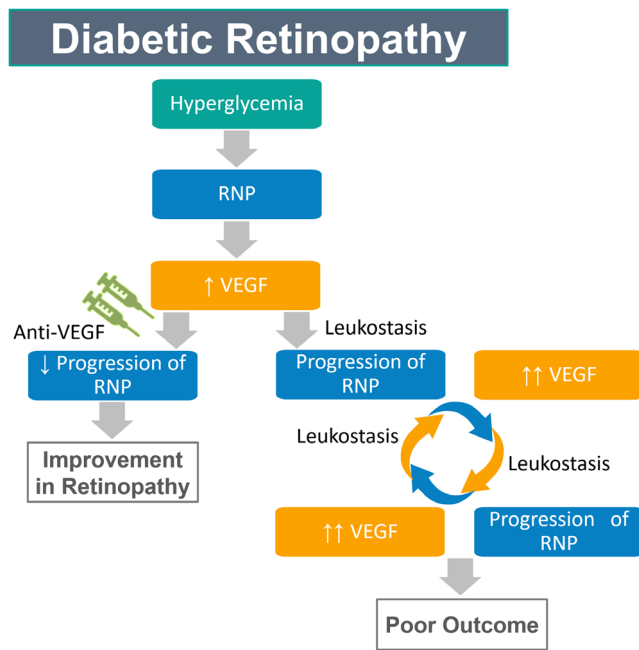 Diabetic Retinopathy
Hyperglycemia
RNP
↑ VEGF
Anti-VEGF
Leukostasis
↓ Progression of
RNP
Progression of
RNP
↑↑ VEGF
Leukostasis
Leukostasis
Improvement
in Retinopathy
↑↑ VEGF
Progression of
RNP
Poor Outcome